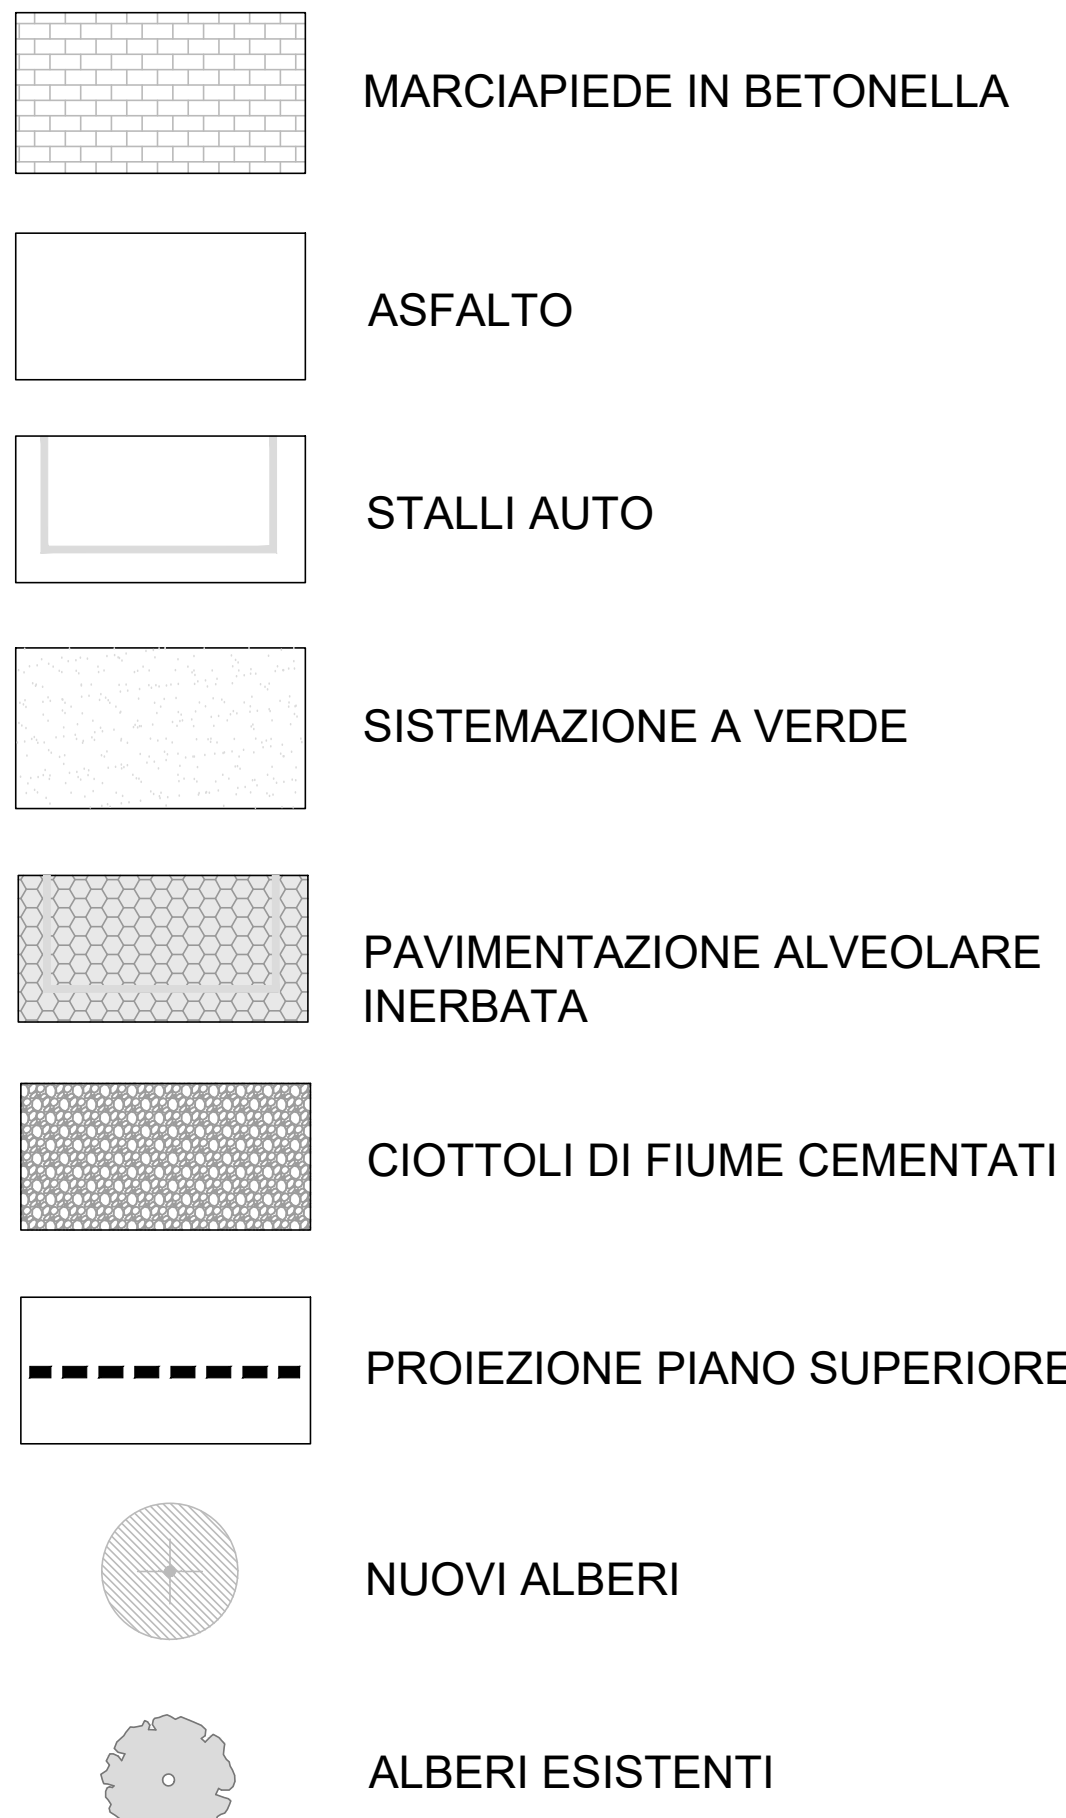 MARCIAPIEDE IN BETONELLA
ASFALTO
STALLI AUTO
SISTEMAZIONE A VERDE
PAVIMENTAZIONE ALVEOLARE
INERBATA
CIOTTOLI DI FIUME CEMENTATI
PROIEZIONE PIANO SUPERIORE
NUOVI ALBERI
ALBERI ESISTENTI